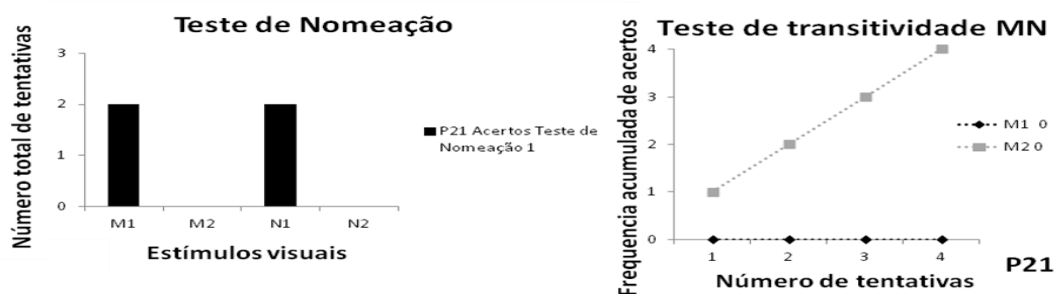 Teste de Nomeação
Número total de tentativas
3
2
1
0
M1 M2 N1 N2
Estímulos visuais
P21 Acertos Teste de
Nomeação 1
Teste de transitividade MN
Frequencia acumulada de acertos
4
3
2
1
0
1 2 3 4
Número de tentativas
M1 0
M2 0
P21